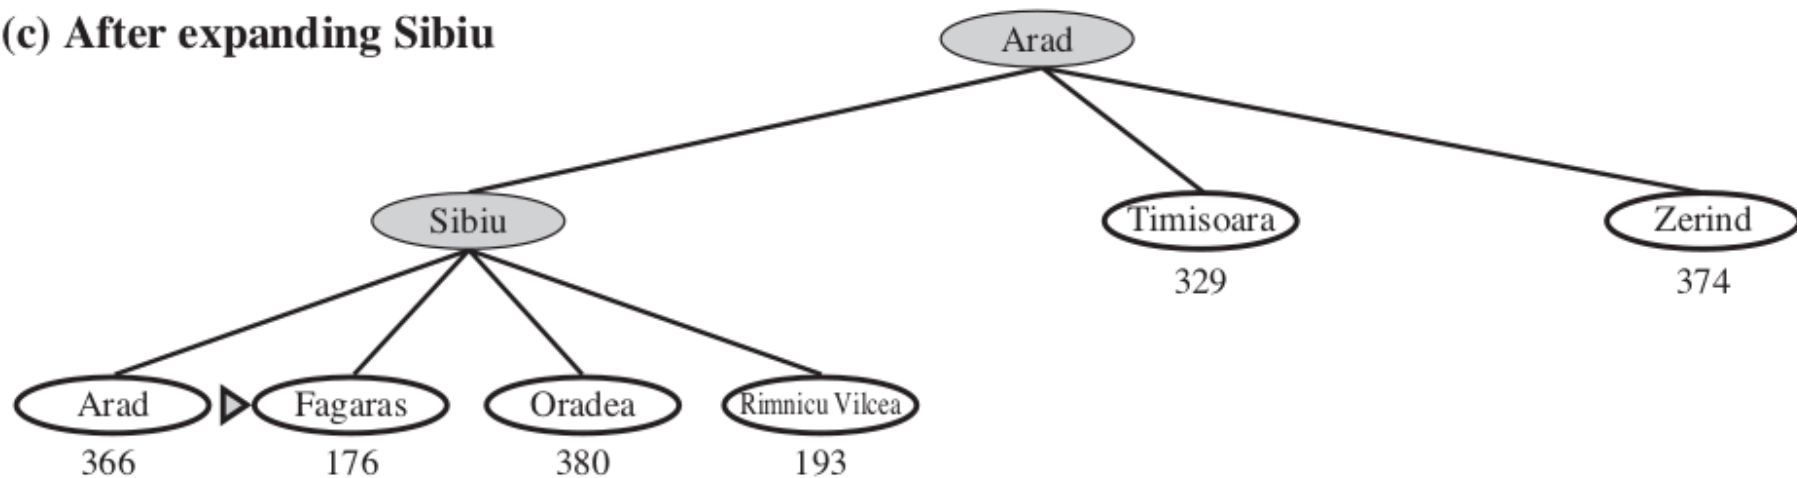 (c) After expanding Sibiu
Arad
Sibiu
Timisoara
Zerind
329
374
Arad
Fagaras
Oradea
Rimnicu Vilcea
366
176
380
193